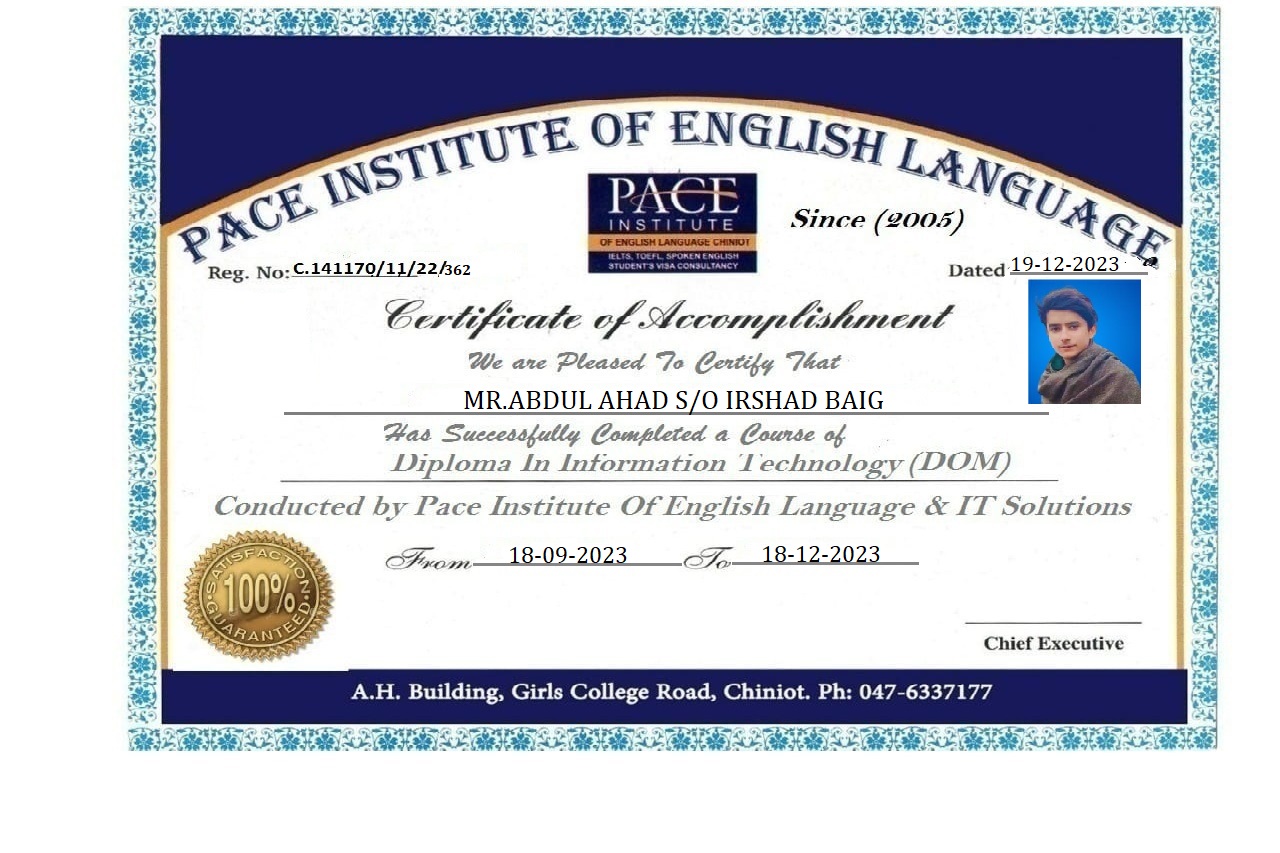 PACE INSTITUTE OF ENGLISH LANGUAGE
PACE
INSTITUTE
OF ENGLISH LANGUAGE CHINIOT
IELTS, TOEFL, SPOKEN ENGLISH
STUDENT'S VISA CONSULTANCY
Since (2005)
Reg. No: C.141170/11/22/362
Dated 19-12-2023
Certificate of Accomplishment
We are Pleased To Certify That
MR.ABDUL AHAD S/O IRSHAD BAIG
Has Successfully Completed a Course of
Diploma In Information Technology (DOM)
Conducted by Pace Institute Of English Language & IT Solutions
From 18-09-2023 To 18-12-2023
SATISFACTION
100%
GUARANTEED
Chief Executive
A.H. Building, Girls College Road, Chiniot. Ph: 047-6337177